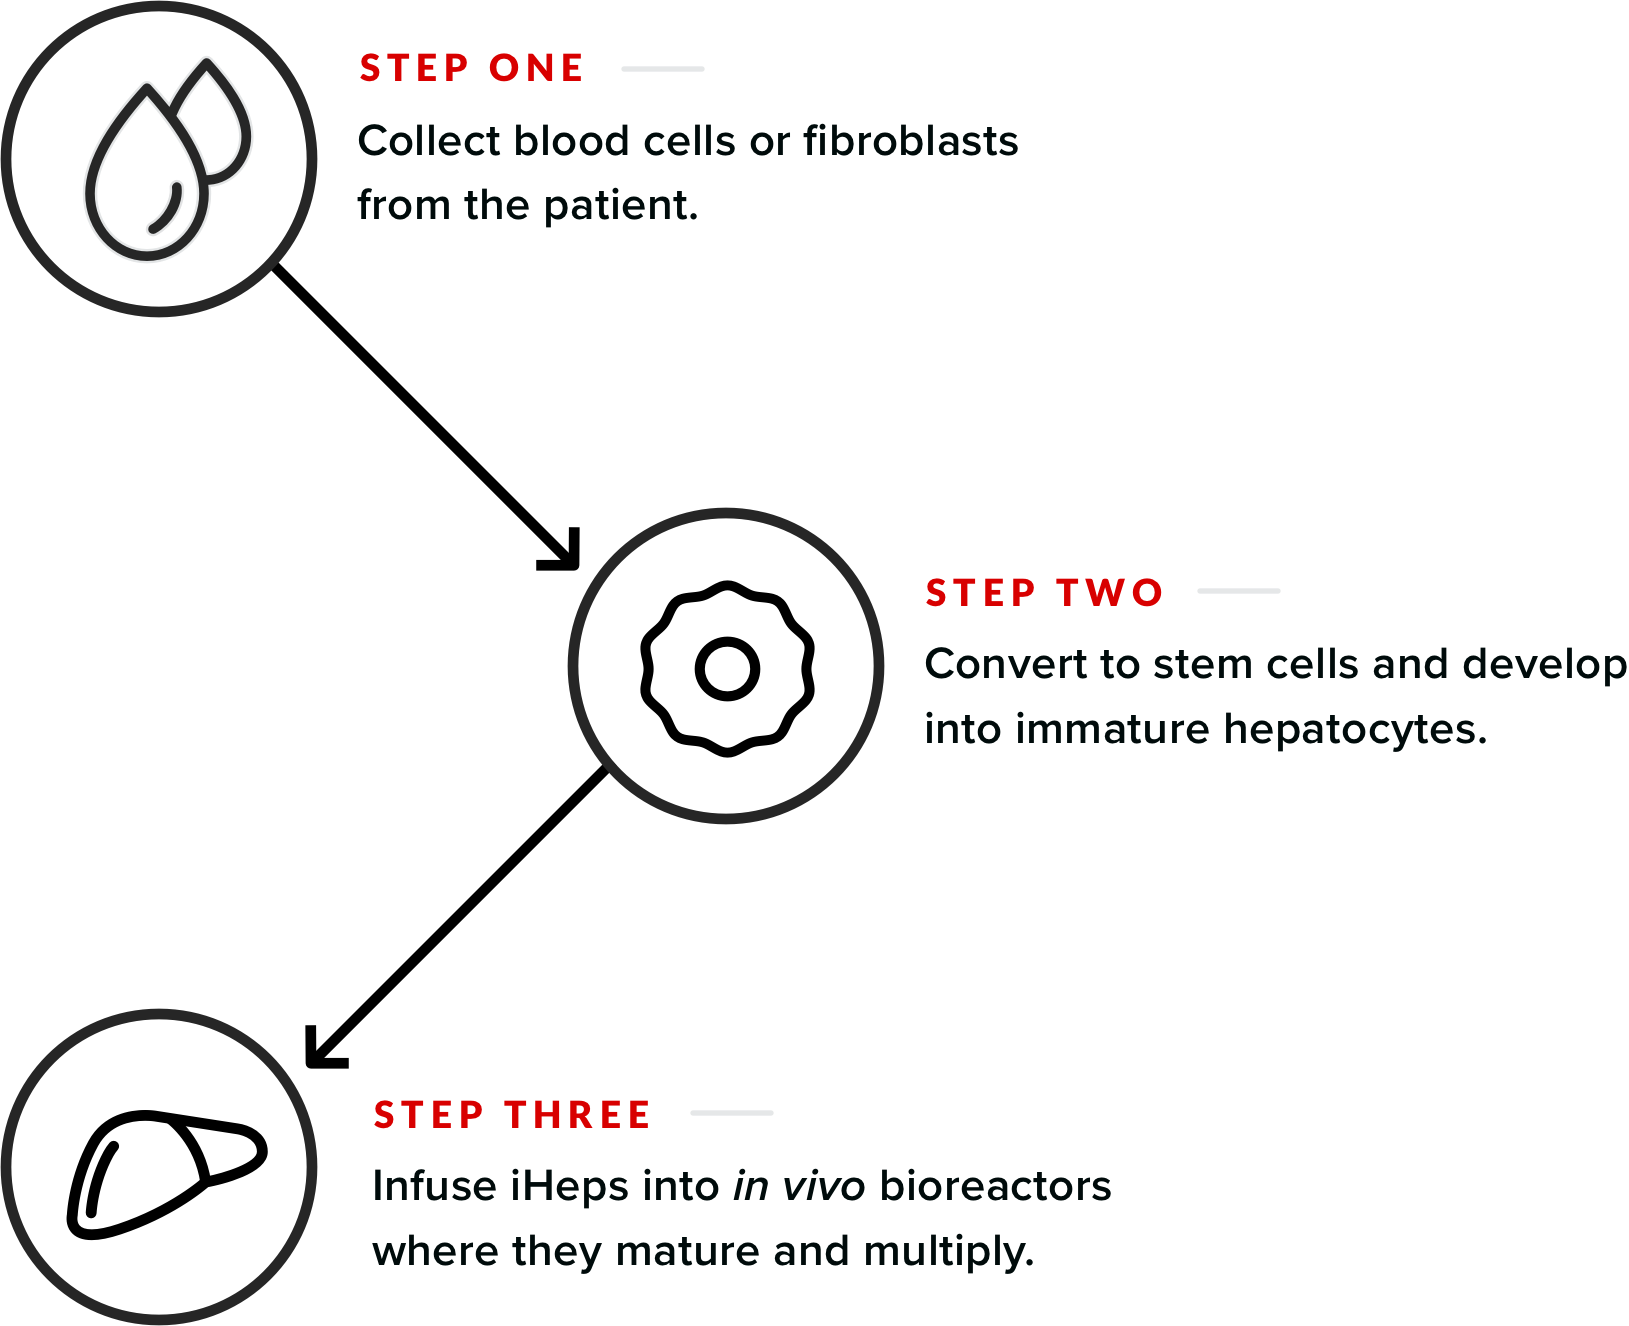 STEP ONE
Collect blood cells or fibroblasts
from the patient.
STEP TWO
Convert to stem cells and develop
into immature hepatocytes.
STEP THREE
Infuse iHeps into in vivo bioreactors
where they mature and multiply.